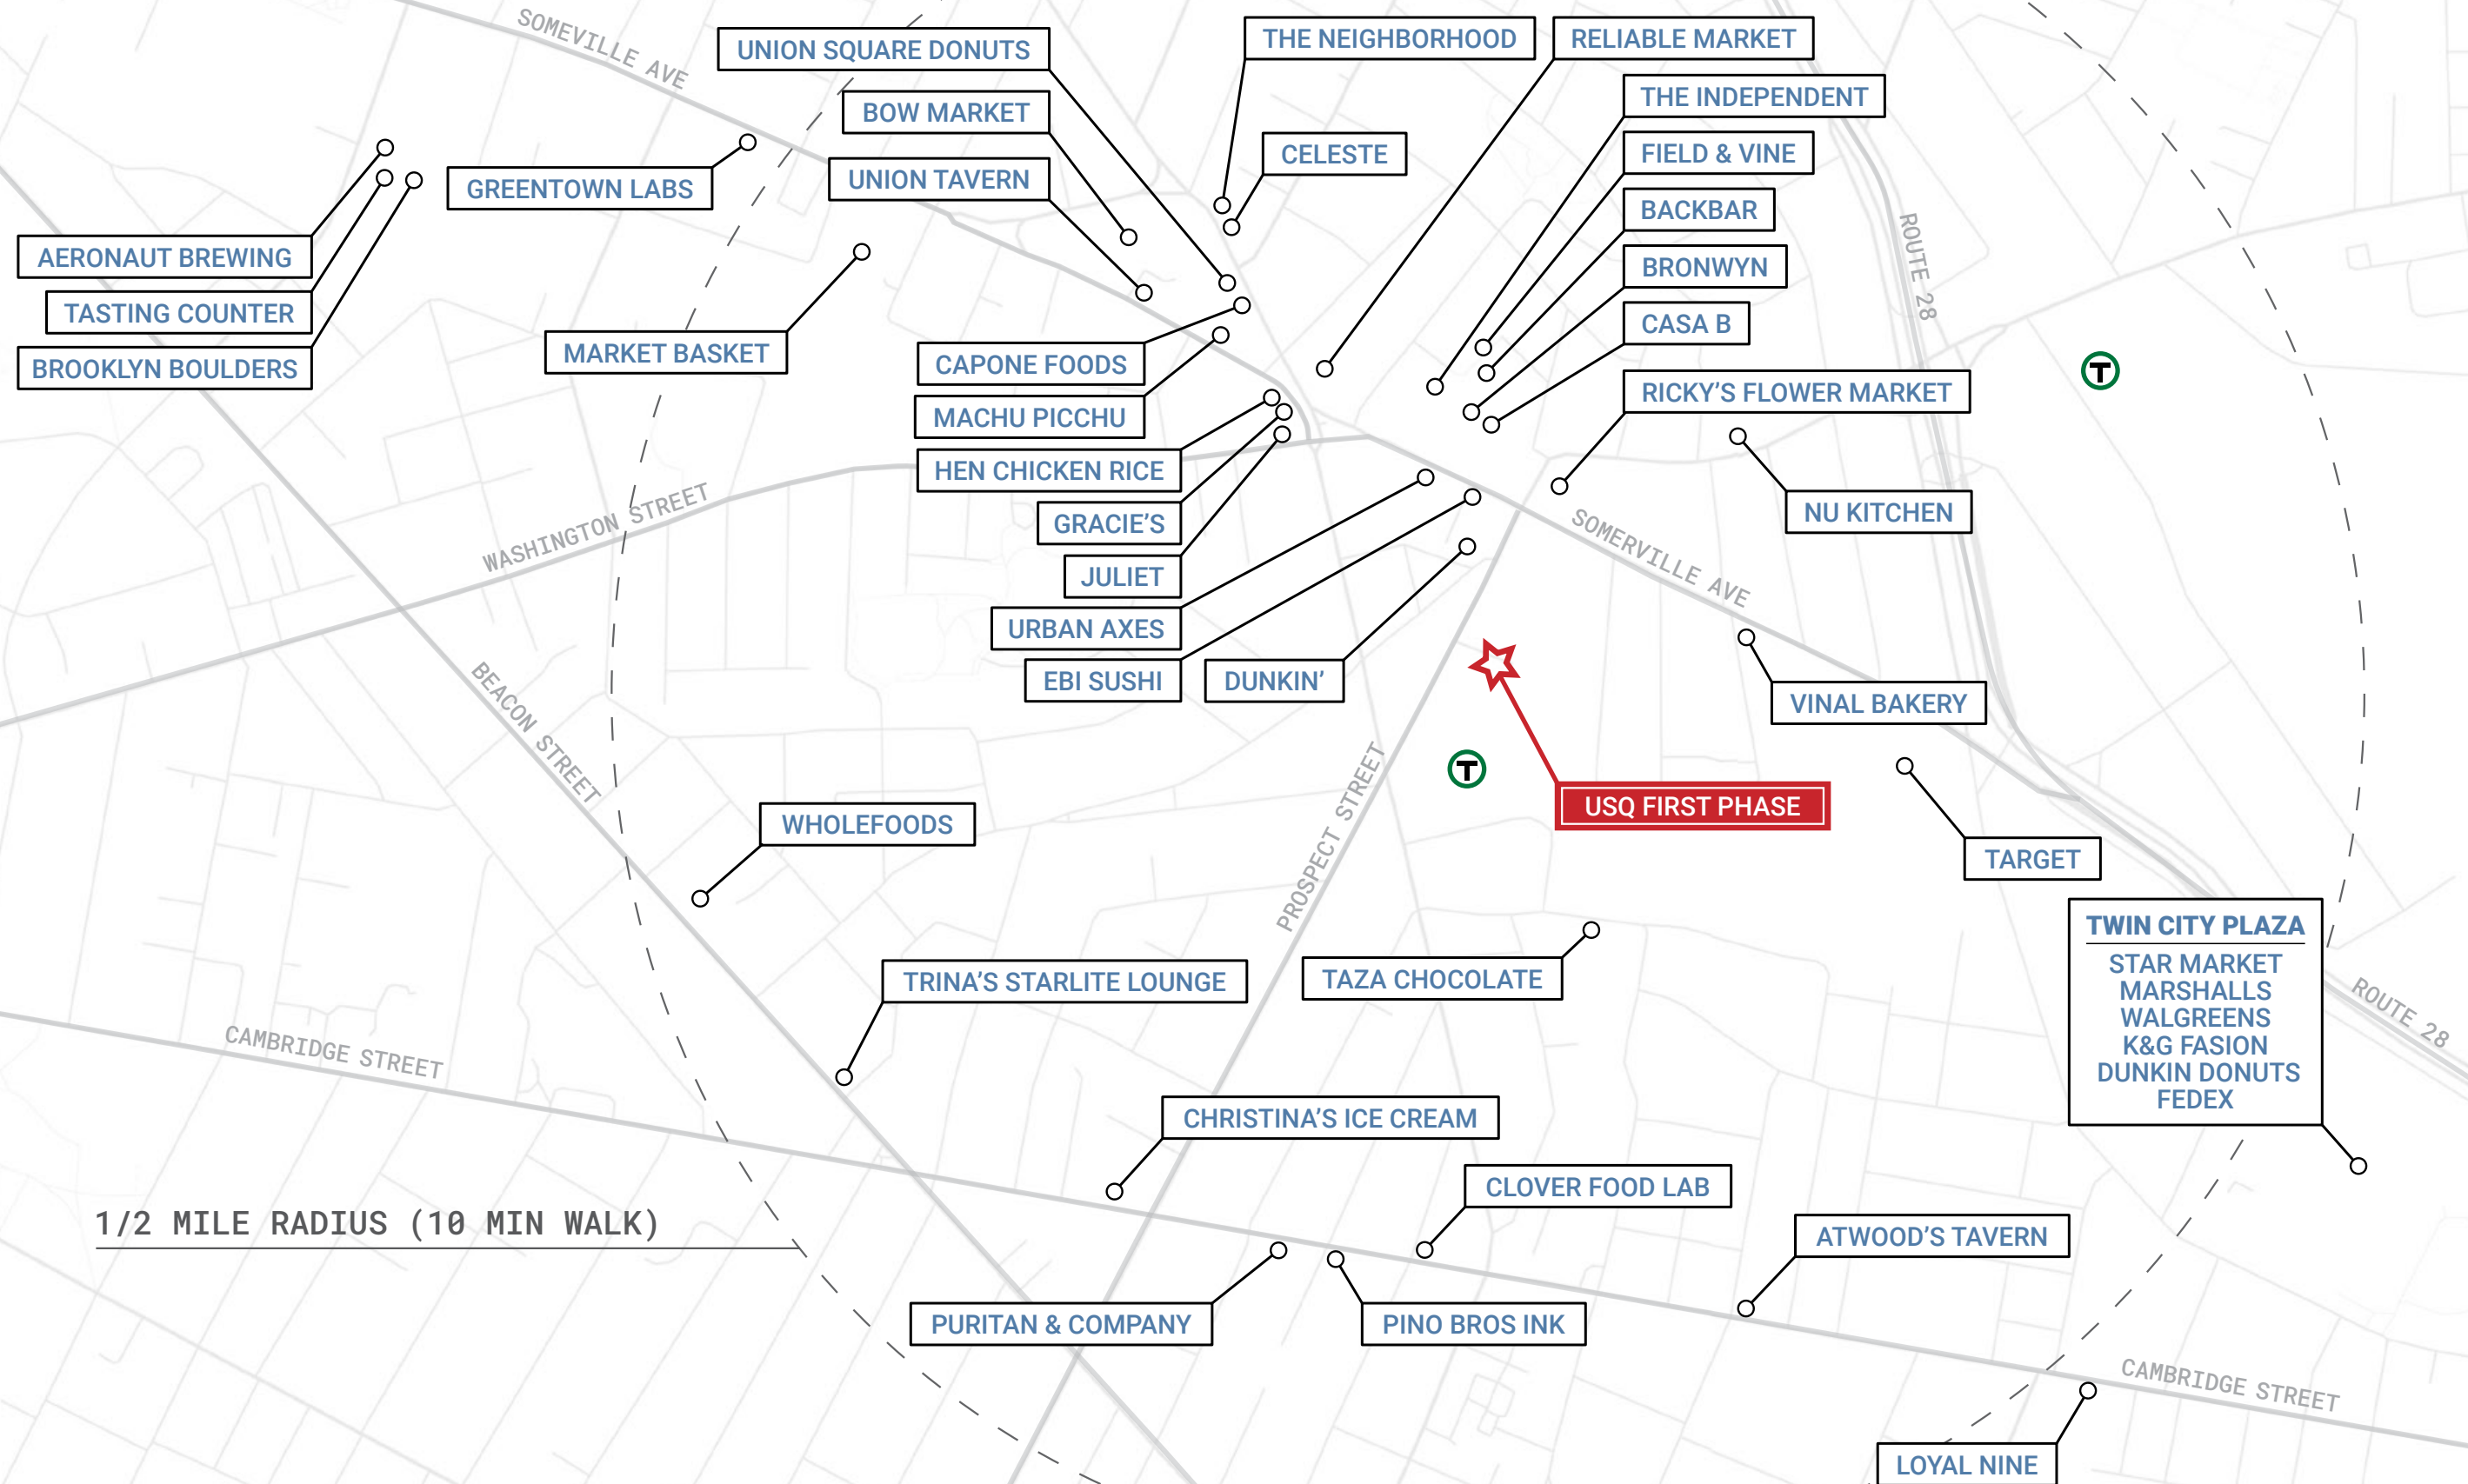 SOMEVILLE AVE
UNION SQUARE DONUTS
THE NEIGHBORHOOD
RELIABLE MARKET
THE INDEPENDENT
BOW MARKET
CELESTE
FIELD & VINE
UNION TAVERN
GREENTOWN LABS
BACKBAR
ROUTE 28
AERONAUT BREWING
BRONWYN
TASTING COUNTER
CASA B
BROOKLYN BOULDERS
MARKET BASKET
CAPONE FOODS
T
RICKY'S FLOWER MARKET
MACHU PICCHU
HEN CHICKEN RICE
WASHINGTON STREET
GRACIE'S
NU KITCHEN
SOMERVILLE AVE
JULIET
URBAN AXES
EBI SUSHI
DUNKIN'
BEACON STREET
VINAL BAKERY
T
PROSPECT STREET
USQ FIRST PHASE
WHOLEFOODS
TARGET
TWIN CITY PLAZA
STAR MARKET
MARSHALLS
WALGREENS
K&G FASION
DUNKIN DONUTS
FEDEX
TRINA'S STARLITE LOUNGE
TAZA CHOCOLATE
ROUTE 28
CAMBRIDGE STREET
CHRISTINA'S ICE CREAM
CLOVER FOOD LAB
1/2 MILE RADIUS (10 MIN WALK)
ATWOOD'S TAVERN
PURITAN & COMPANY
PINO BROS INK
CAMBRIDGE STREET
LOYAL NINE